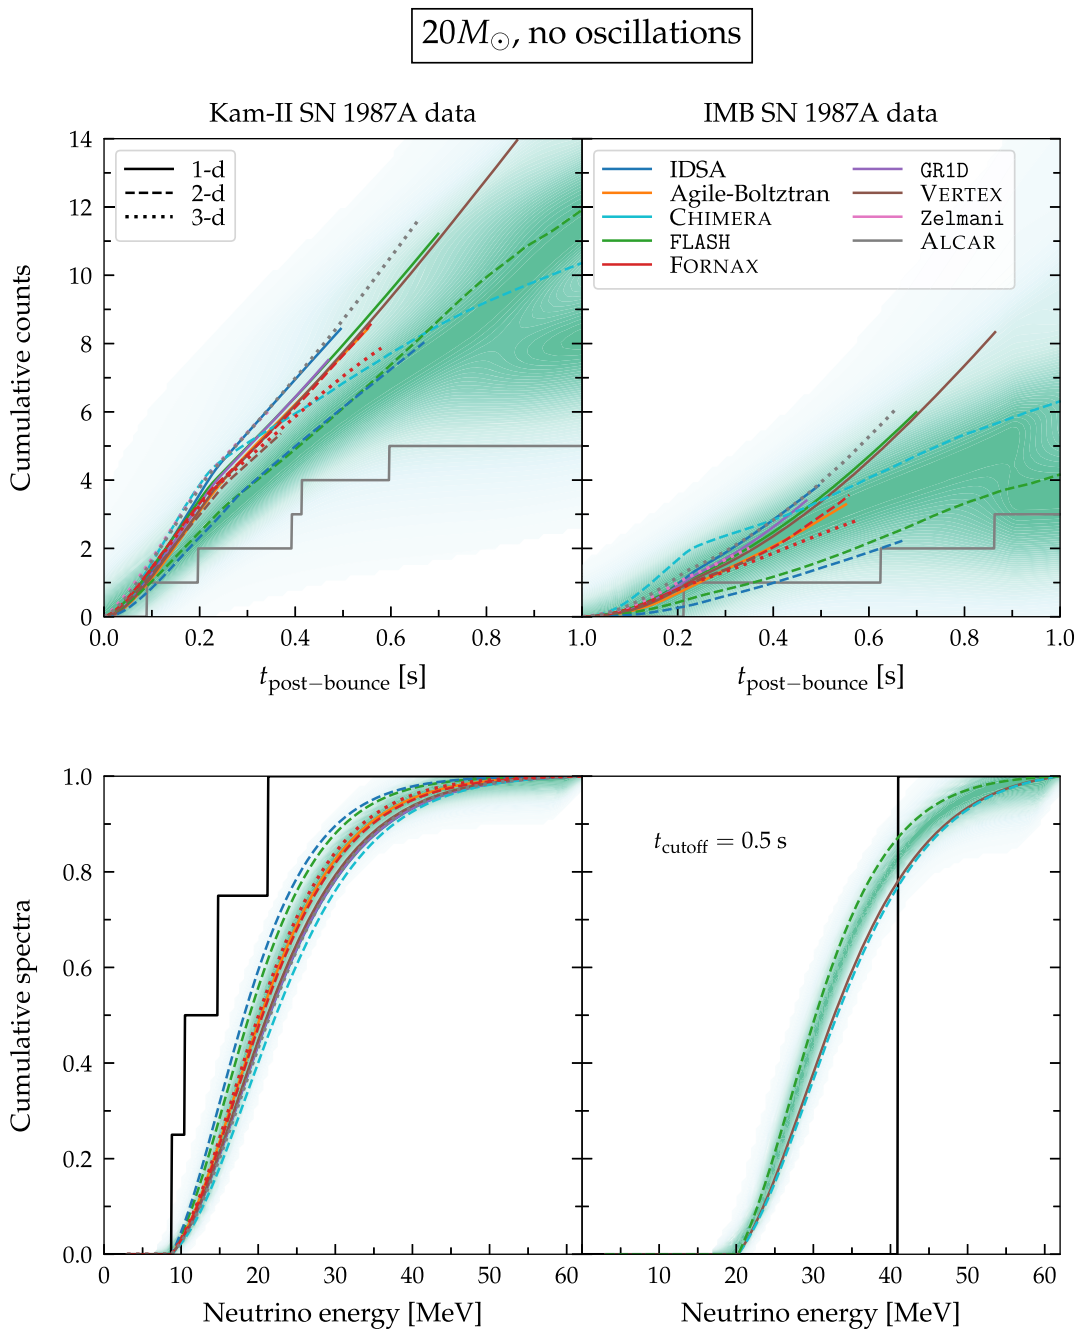 20M☉, no oscillations
Kam-II SN 1987A data
IMB SN 1987A data
Cumulative counts
14
12
10
8
6
4
2
0
1-d
2-d
3-d
IDSA
Agile-Boltztran
CHIMERA
FLASH
FORNAX
GR1D
VERTEX
Zelmani
ALCAR
0.0 0.2 0.4 0.6 0.8 1.0 0.2 0.4 0.6 0.8 1.0
t_post−bounce [s]
t_post−bounce [s]
Cumulative spectra
1.0
0.8
0.6
0.4
0.2
0.0
t_cutoff = 0.5 s
0 10 20 30 40 50 60 10 20 30 40 50 60
Neutrino energy [MeV]
Neutrino energy [MeV]